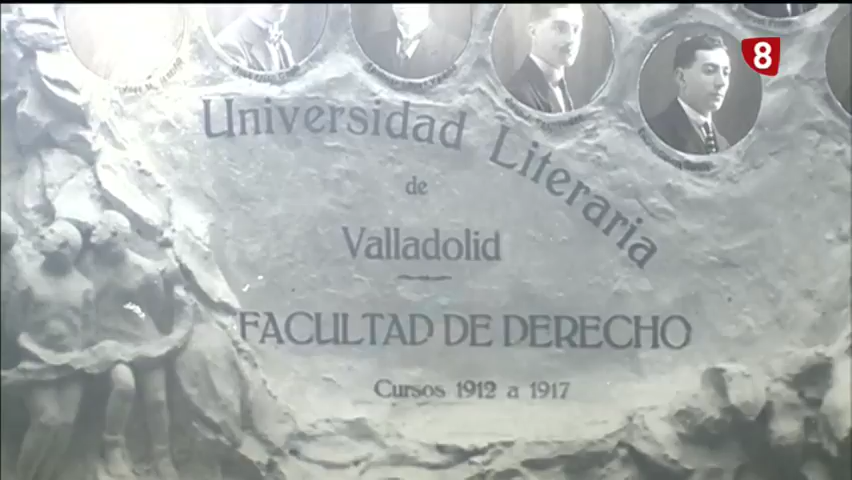 8
Universidad Literaria
de
Valladolid
FACULTAD DE DERECHO
Cursos 1912 a 1917